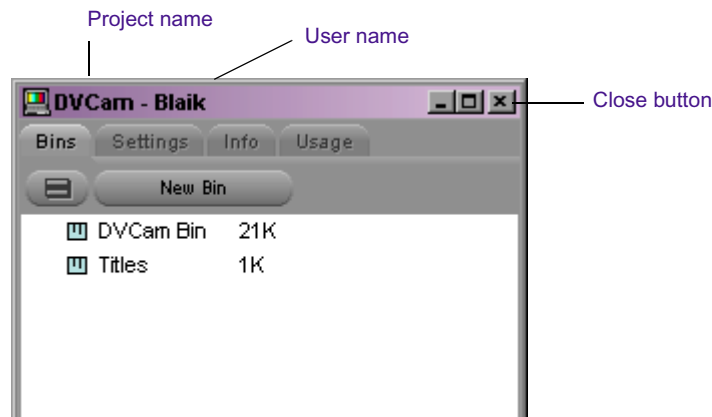 Project name
User name
DVCam - Blaik
Close button
Bins Settings Info Usage
New Bin
DVCam Bin 21K
Titles 1K